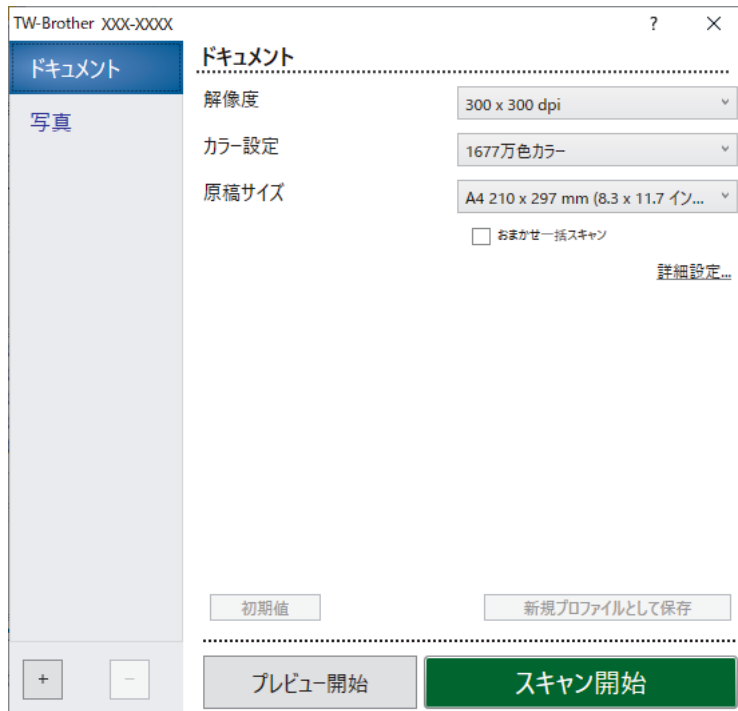 TW-Brother XXX-XXXX
?
ドキュメント
写真
ドキュメント
解像度
300 x 300 dpi
カラー設定
1677万色カラー
原稿サイズ
A4 210 x 297 mm (8.3 x 11.7 イン...
おまかせ一括スキャン
詳細設定...
初期値
新規プロファイルとして保存
+
−
プレビュー開始
スキャン開始